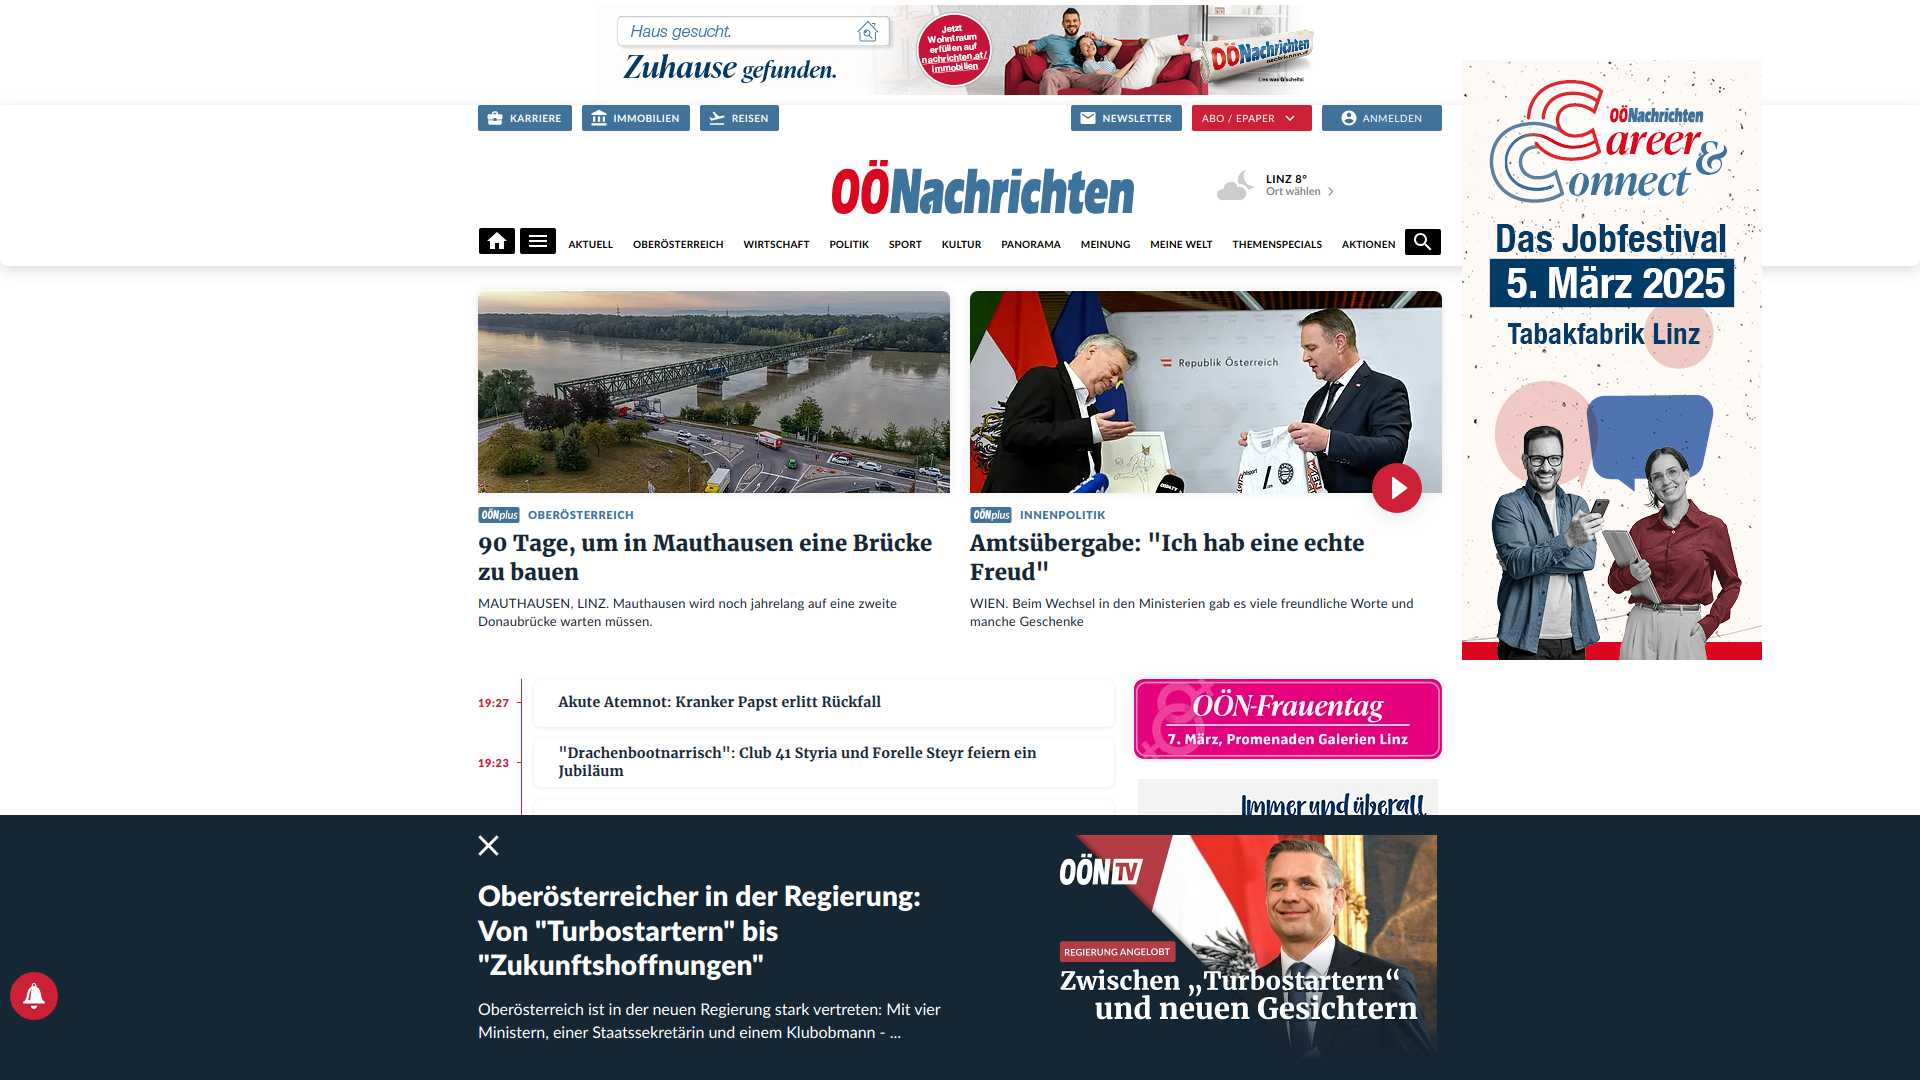 Haus gesucht.
Zuhause gefunden.
Jetzt
Wohntraum
erfüllen auf
nachrichten.at/
immobilien
OÖNachrichten
Lies was G'scheits!
KARRIERE
IMMOBILIEN
REISEN
NEWSLETTER
ABO / EPAPER
ANMELDEN
OÖNachrichten
LINZ 8°
Ort wählen
AKTUELL
OBERÖSTERREICH
WIRTSCHAFT
POLITIK
SPORT
KULTUR
PANORAMA
MEINUNG
MEINE WELT
THEMENSPECIALS
AKTIONEN
OÖNachrichten
Career &
Connect
Das Jobfestival
5. März 2025
Tabakfabrik Linz
Republik Österreich
OÖNplus OBERÖSTERREICH
90 Tage, um in Mauthausen eine Brücke
zu bauen
MAUTHAUSEN, LINZ. Mauthausen wird noch jahrelang auf eine zweite
Donaubrücke warten müssen.
OÖNplus INNENPOLITIK
Amtsübergabe: "Ich hab eine echte
Freud"
WIEN. Beim Wechsel in den Ministerien gab es viele freundliche Worte und
manche Geschenke
19:27
Akute Atemnot: Kranker Papst erlitt Rückfall
19:23
"Drachenbootnarrisch": Club 41 Styria und Forelle Steyr feiern ein
Jubiläum
OÖN-Frauentag
7. März, Promenaden Galerien Linz
Immer und überall
Oberösterreicher in der Regierung:
Von "Turbostartern" bis
"Zukunftshoffnungen"
Oberösterreich ist in der neuen Regierung stark vertreten: Mit vier
Ministern, einer Staatssekretärin und einem Klubobmann - ...
OÖN TV
REGIERUNG ANGELOBT
Zwischen „Turbostartern“
und neuen Gesichtern